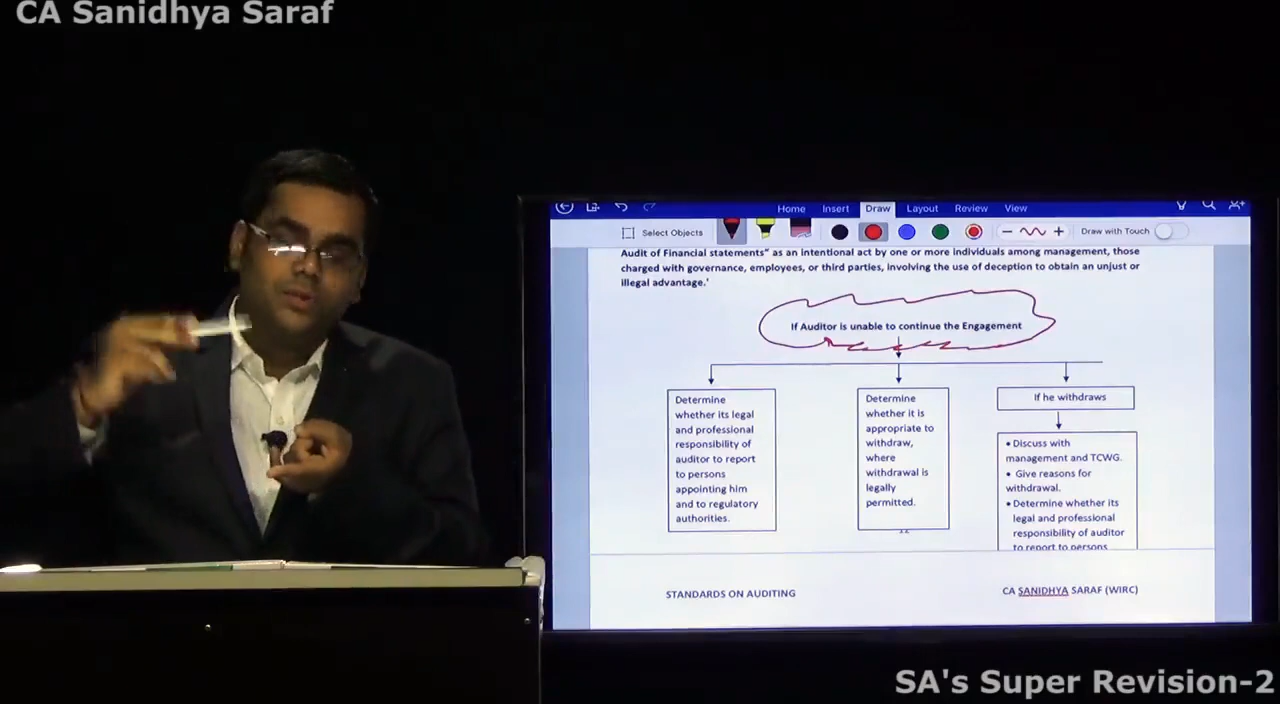 CA Sanidhya Saraf
Home Insert Draw Layout Review View
Select Objects
Draw with Touch
Audit of Financial statements" as an intentional act by one or more individuals among management, those
charged with governance, employees, or third parties, involving the use of deception to obtain an unjust or
illegal advantage.'
If Auditor is unable to continue the Engagement
Determine
whether its legal
and professional
responsibility of
auditor to report
to persons
appointing him
and to regulatory
authorities.
Determine
whether it is
appropriate to
withdraw,
where
withdrawal is
legally
permitted.
If he withdraws
• Discuss with
management and TCWG.
• Give reasons for
withdrawal.
• Determine whether its
legal and professional
responsibility of auditor
to report to persons
STANDARDS ON AUDITING
CA SANIDHYA SARAF (WIRC)
SA's Super Revision-2